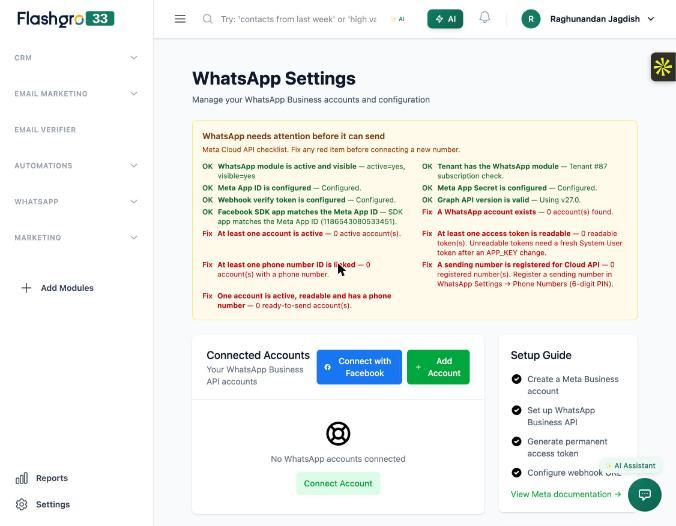 Flashgro 33
Try: 'contacts from last week' or 'high va
AI
AI
R
Raghunandan Jagdish
CRM
EMAIL MARKETING
EMAIL VERIFIER
AUTOMATIONS
WHATSAPP
MARKETING
Add Modules
Reports
Settings
WhatsApp Settings
Manage your WhatsApp Business accounts and configuration
WhatsApp needs attention before it can send
Meta Cloud API checklist. Fix any red item before connecting a new number.
OK WhatsApp module is active and visible — active=yes,
visible=yes
OK Tenant has the WhatsApp module — Tenant #87
subscription check.
OK Meta App ID is configured — Configured.
OK Meta App Secret is configured — Configured.
OK Webhook verify token is configured — Configured.
OK Graph API version is valid — Using v27.0.
OK Facebook SDK app matches the Meta App ID — SDK
app matches the Meta App ID (1186543080533451).
Fix A WhatsApp account exists — 0 account(s) found.
Fix At least one account is active — 0 active account(s).
Fix At least one access token is readable — 0 readable
token(s). Unreadable tokens need a fresh System User
token after an APP_KEY change.
Fix At least one phone number ID is linked — 0
account(s) with a phone number.
Fix A sending number is registered for Cloud API — 0
registered number(s). Register a sending number in
WhatsApp Settings → Phone Numbers (6-digit PIN).
Fix One account is active, readable and has a phone
number — 0 ready-to-send account(s).
Connected Accounts
Your WhatsApp Business
API accounts
Connect with
Facebook
+ Add
Account
No WhatsApp accounts connected
Connect Account
Setup Guide
Create a Meta Business
account
Set up WhatsApp
Business API
Generate permanent
access token
Configure webhook URL
AI Assistant
View Meta documentation →